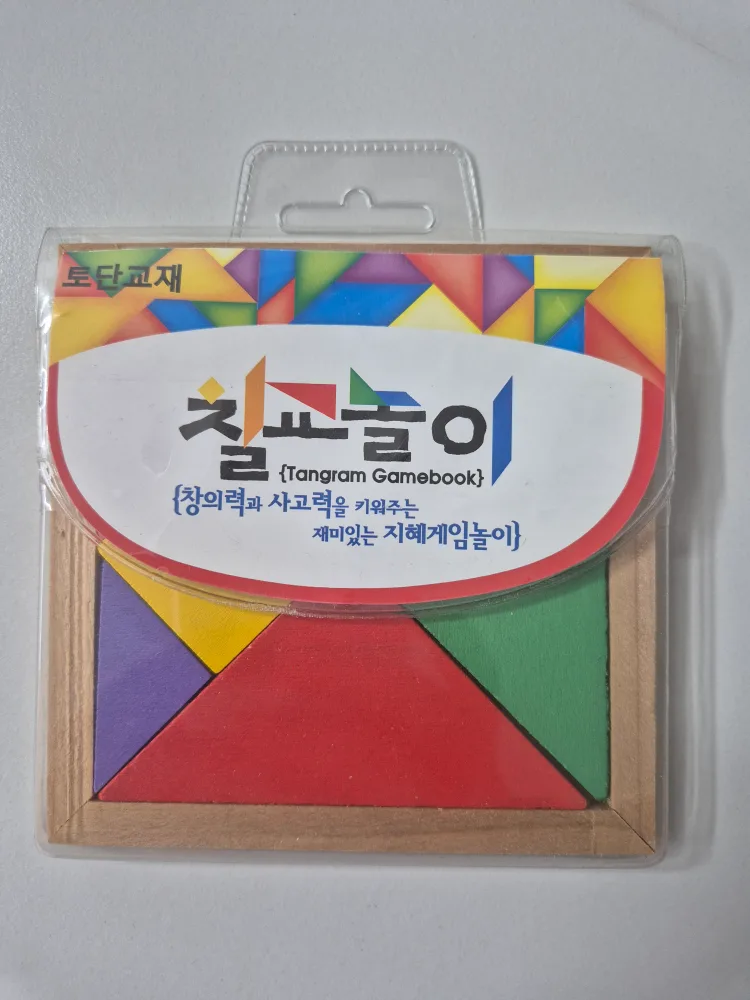 토단교재
칠교놀이
{Tangram Gamebook}
{창의력과 사고력을 키워주는
재미있는 지혜게임놀이}